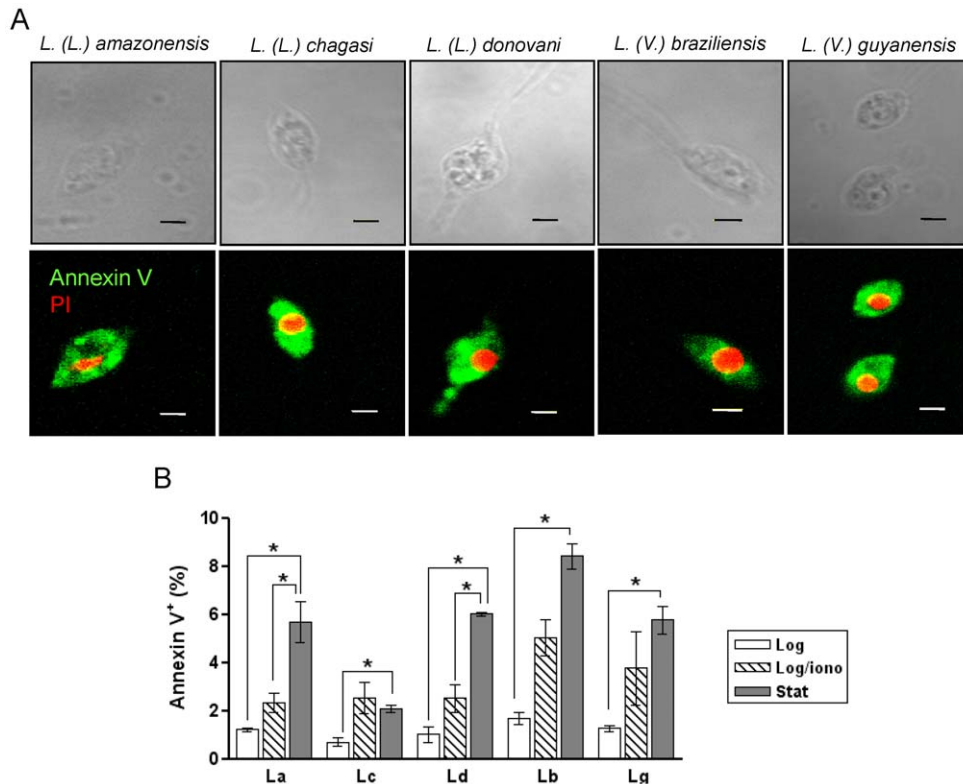 A
L. (L.) amazonensis L. (L.) chagasi L. (L.) donovani L. (V.) braziliensis L. (V.) guyanensis
Annexin V
PI
B
Annexin V+ (%)
10
8
6
4
2
0
* * * * * * *
La Lc Ld Lb Lg
Log
Log/iono
Stat